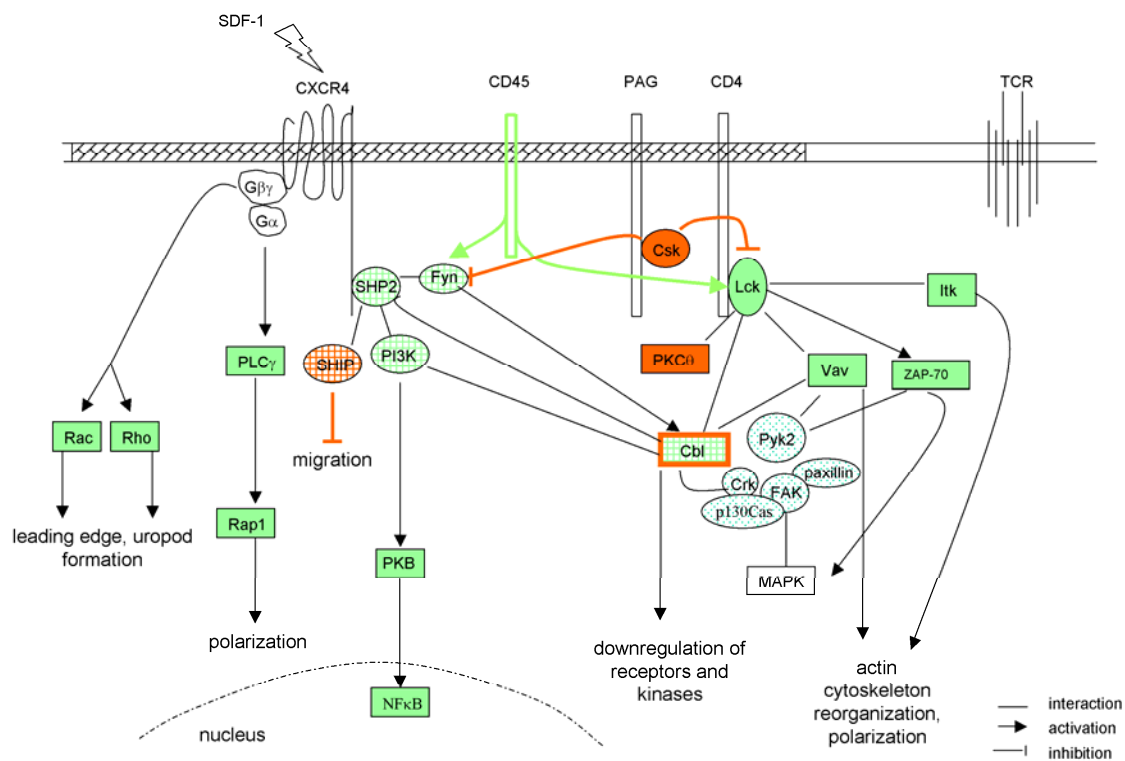 SDF-1
CXCR4
CD45
PAG
CD4
TCR
Gβγ
Gα
Csk
SHP2
Fyn
Lck
Itk
PLCγ
SHIP
PI3K
PKCθ
Vav
ZAP-70
Rac
Rho
migration
Cbl
Pyk2
Crk
FAK
paxillin
p130Cas
leading edge, uropod
formation
Rap1
PKB
MAPK
polarization
downregulation of
receptors and
kinases
actin
cytoskeleton
reorganization,
polarization
NFκB
nucleus
interaction
activation
inhibition